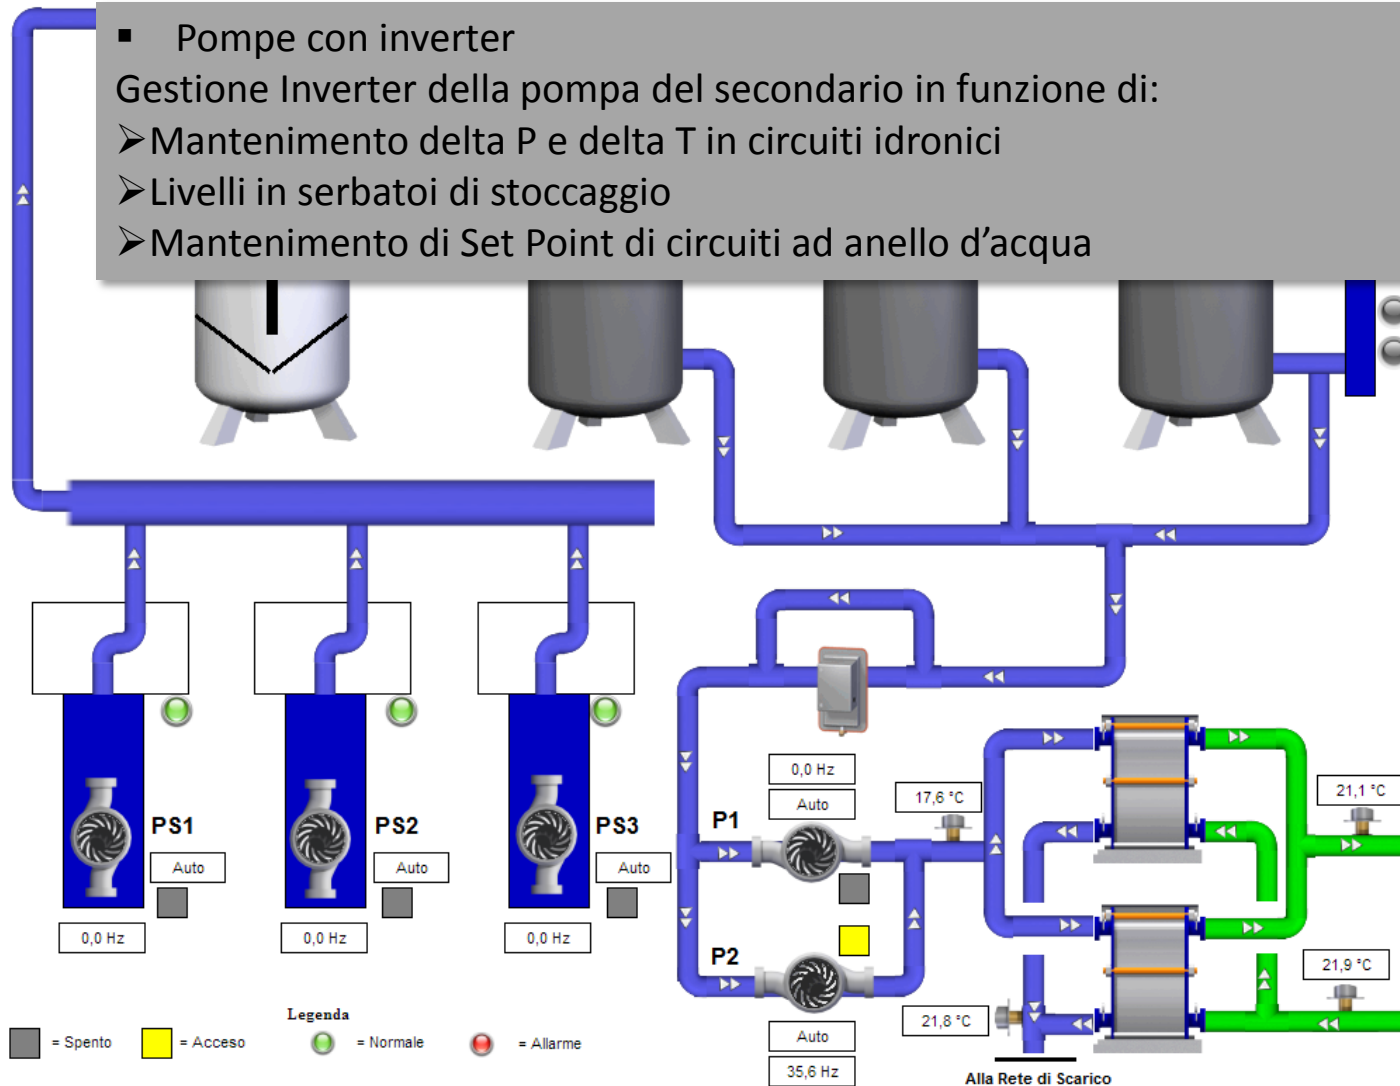 ▪ Pompe con inverter
Gestione Inverter della pompa del secondario in funzione di:
➢Mantenimento delta P e delta T in circuiti idronici
➢Livelli in serbatoi di stoccaggio
➢Mantenimento di Set Point di circuiti ad anello d'acqua
0,0 Hz
Auto
17,6 °C
21,1 °C
P1
PS1
Auto
0,0 Hz
PS2
Auto
0,0 Hz
PS3
Auto
0,0 Hz
P2
Auto
35,6 Hz
21,9 °C
21,8 °C
Alla Rete di Scarico
Legenda
= Spento
= Acceso
= Normale
= Allarme